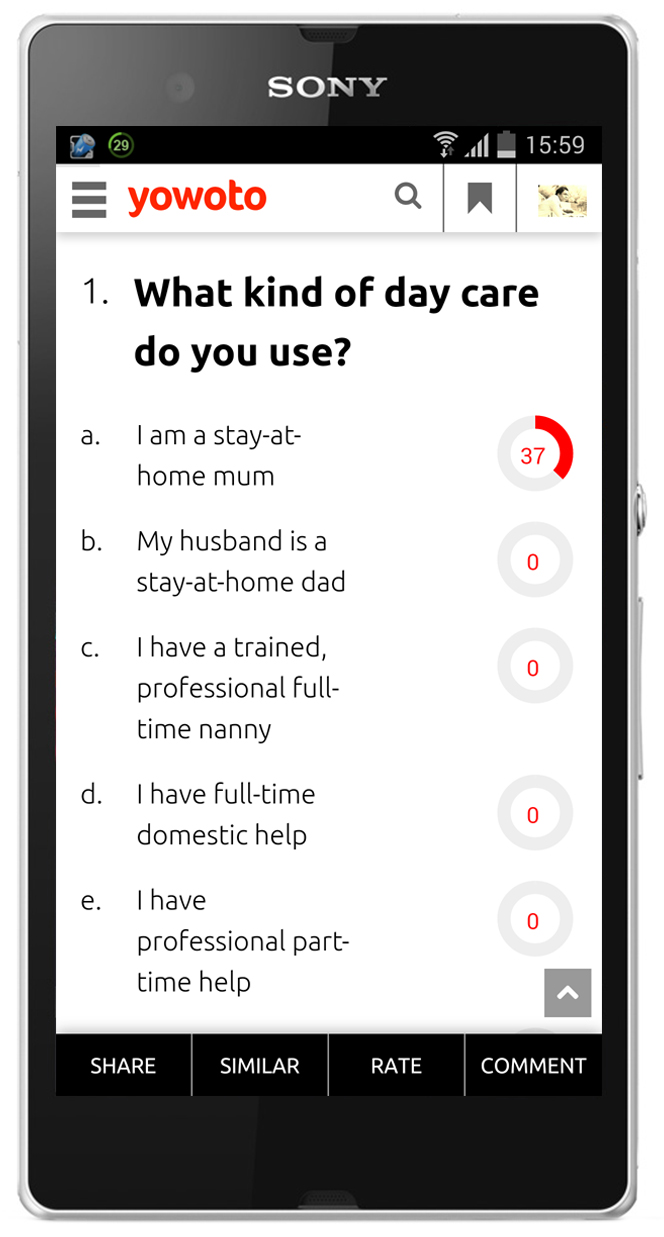 SONY
29
15:59
yowoto
1. What kind of day care
do you use?
a. I am a stay-at-
home mum
37
b. My husband is a
stay-at-home dad
0
c. I have a trained,
professional full-
time nanny
0
d. I have full-time
domestic help
0
e. I have
professional part-
time help
0
SHARE SIMILAR RATE COMMENT